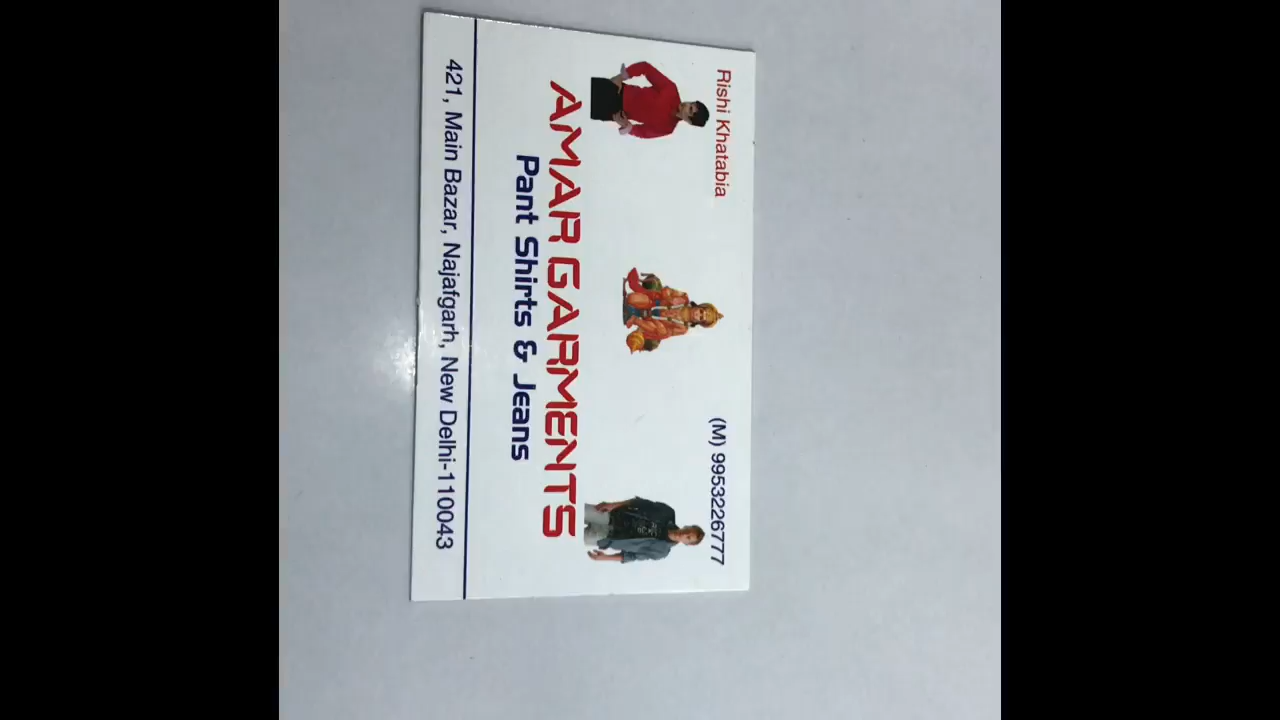 Rishi Khatabia
(M) 9953226777
AMAR GARMENTS
Pant Shirts & Jeans
421, Main Bazar, Najafgarh, New Delhi-110043